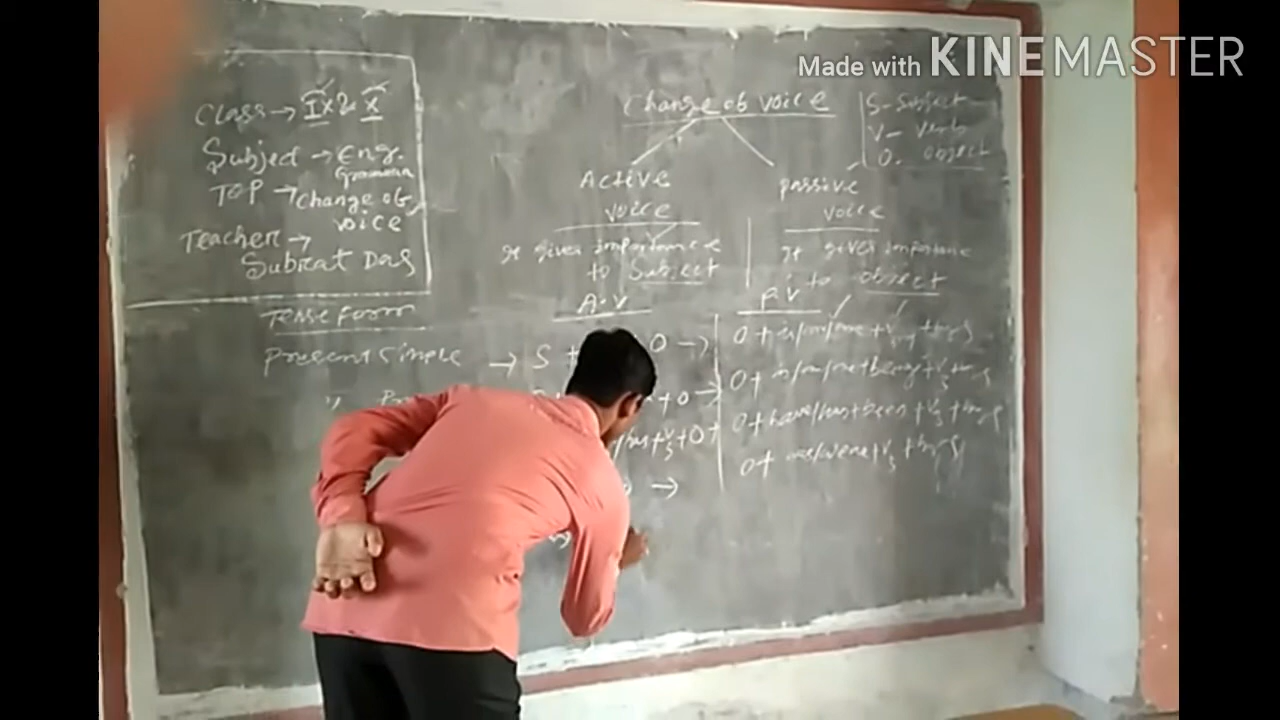 Made with KINEMASTER
Class → IX & X
Subject → Eng.
Grammar
TOP → Change of
voice
Teacher →
Subrat Das
Change of voice
S - Subject
V - Verb
O. Object
Active
voice
It gives importance
to Subject
A.V
passive
voice
It gives importance
to object
P.V
Tense form
Present Simple → S + O →
O + is/am/are + V3 + by S
+ O →
O + is/am/are + being + V3 + by S
/has + V3 + O +
O + have/has + been + V3 + by S
→
O + was/were + V3 + by S